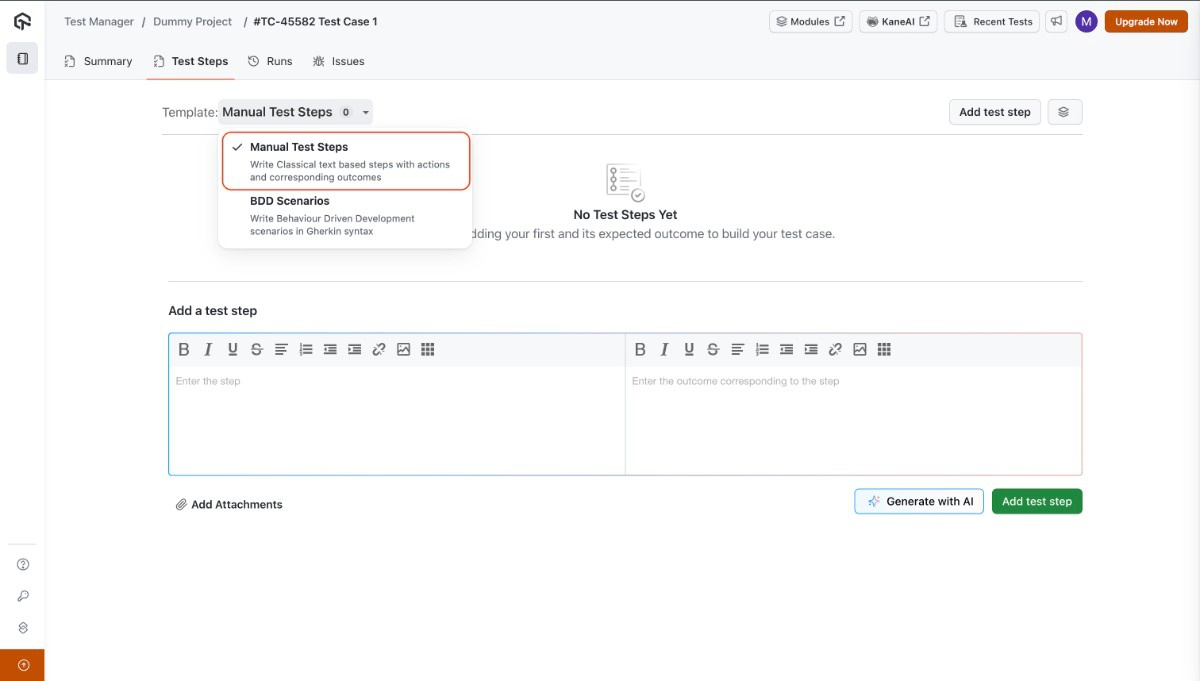 Test Manager / Dummy Project / #TC-45582 Test Case 1
Modules
KaneAI
Recent Tests
M
Upgrade Now
Summary
Test Steps
Runs
Issues
Template: Manual Test Steps 0
Add test step
Manual Test Steps
Write Classical text based steps with actions
and corresponding outcomes
BDD Scenarios
Write Behaviour Driven Development
scenarios in Gherkin syntax
No Test Steps Yet
dding your first and its expected outcome to build your test case.
Add a test step
Enter the step
Enter the outcome corresponding to the step
Add Attachments
Generate with AI
Add test step